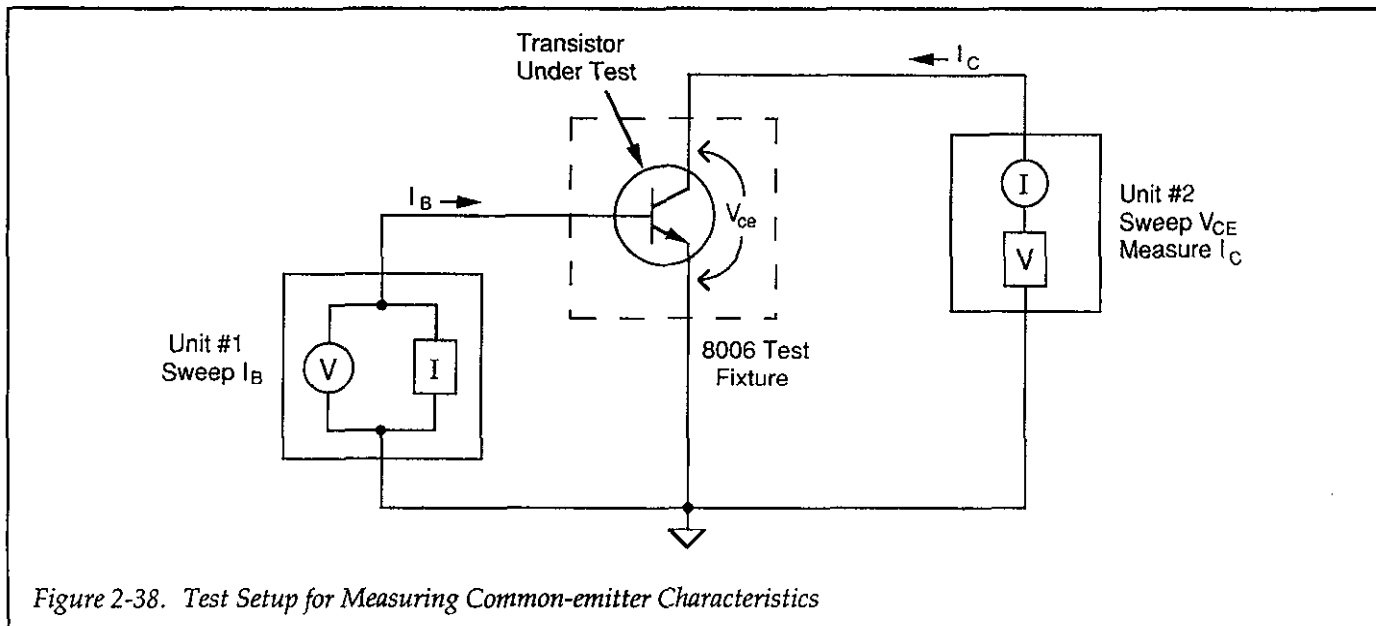 Transistor
Under Test
I_C
I_B
V_ce
I
V
Unit #2
Sweep V_CE
Measure I_C
Unit #1
Sweep I_B
V
I
8006 Test
Fixture
Figure 2-38. Test Setup for Measuring Common-emitter Characteristics